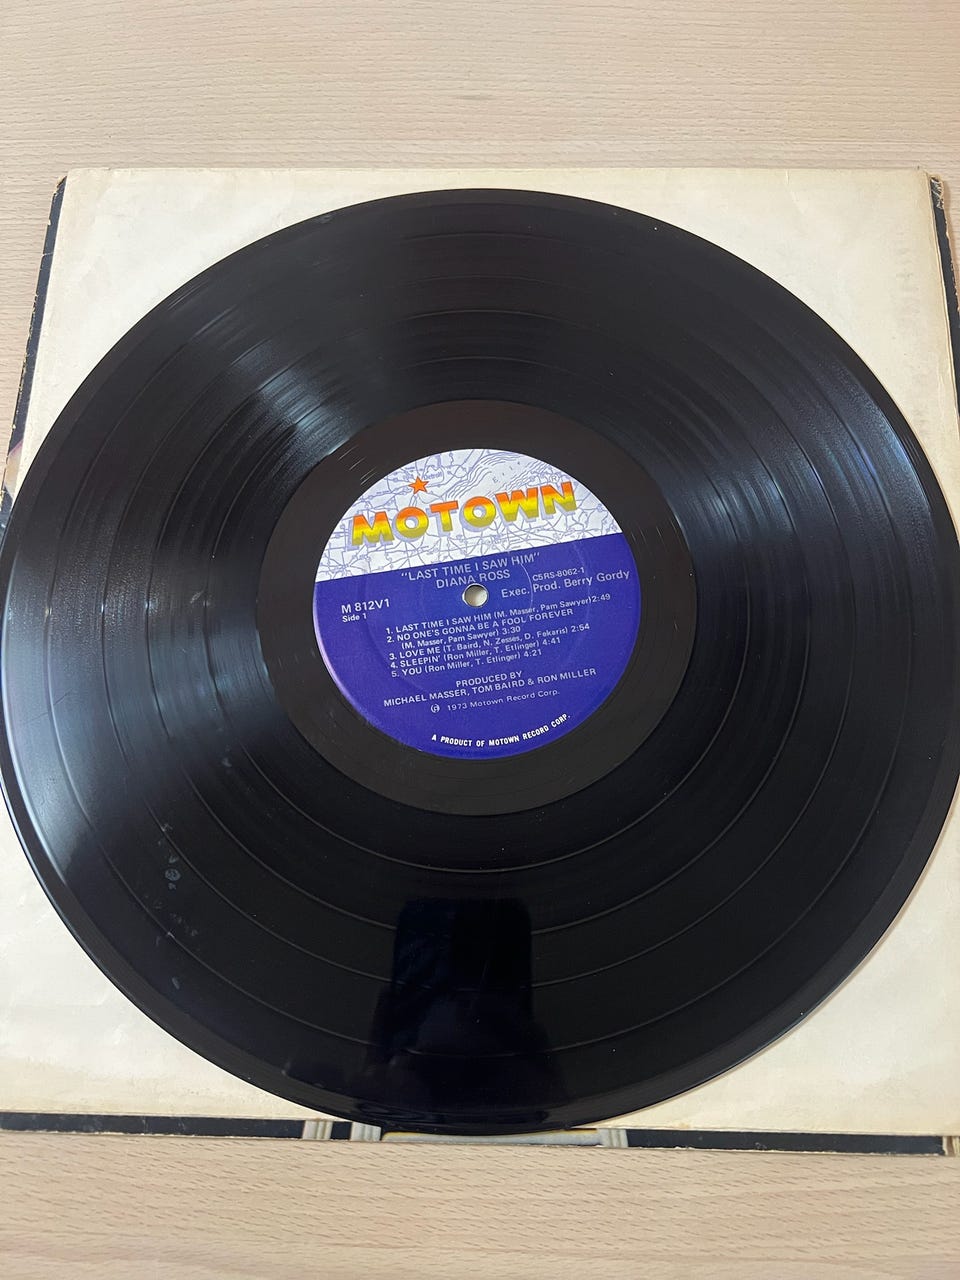 Detroit
Erie
MOTOWN
"LAST TIME I SAW HIM"
DIANA ROSS
C5RS-8062-1
Exec. Prod. Berry Gordy
M 812V1
Side 1
1. LAST TIME I SAW HIM (M. Masser, Pam Sawyer) 2:49
2. NO ONE'S GONNA BE A FOOL FOREVER
(M. Masser, Pam Sawyer) 3:30
3. LOVE ME (T. Baird, N. Zesses, D. Fekaris) 2:54
4. SLEEPIN' (Ron Miller, T. Etlinger) 4:41
5. YOU (Ron Miller, T. Etlinger) 4:21
PRODUCED BY
MICHAEL MASSER, TOM BAIRD & RON MILLER
℗ 1973 Motown Record Corp.
A PRODUCT OF MOTOWN RECORD CORP.